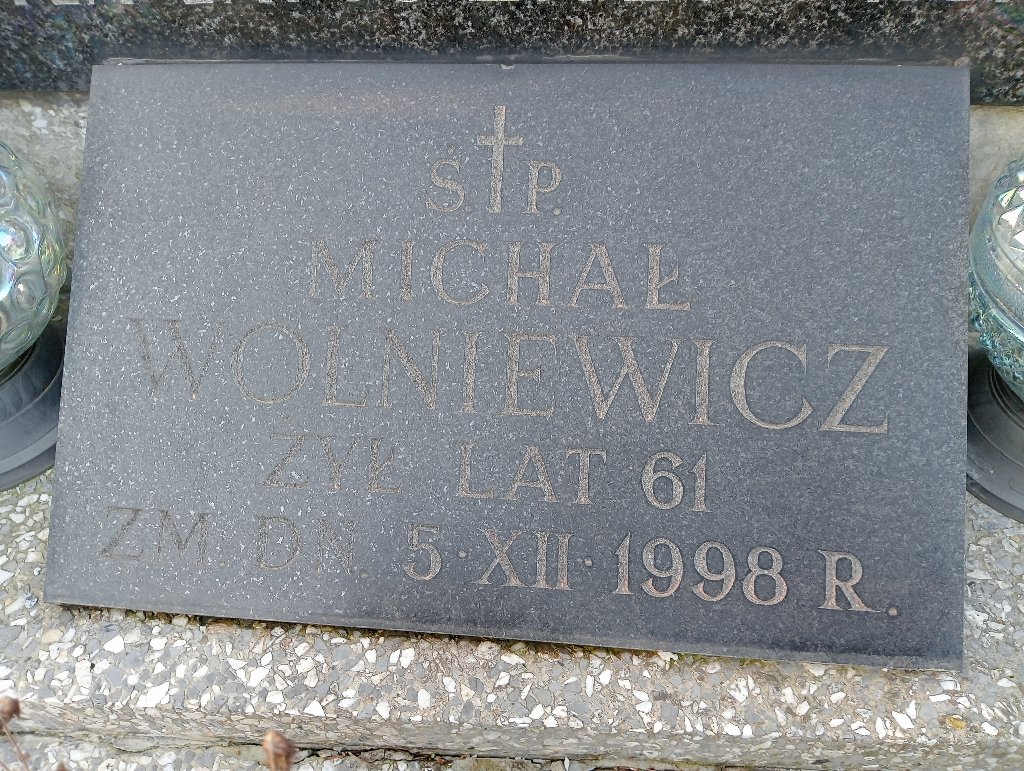 Ś. P.
MICHAŁ
WOLNIEWICZ
ŻYŁ LAT 61
ZM. DN. 5·XII·1998 R.